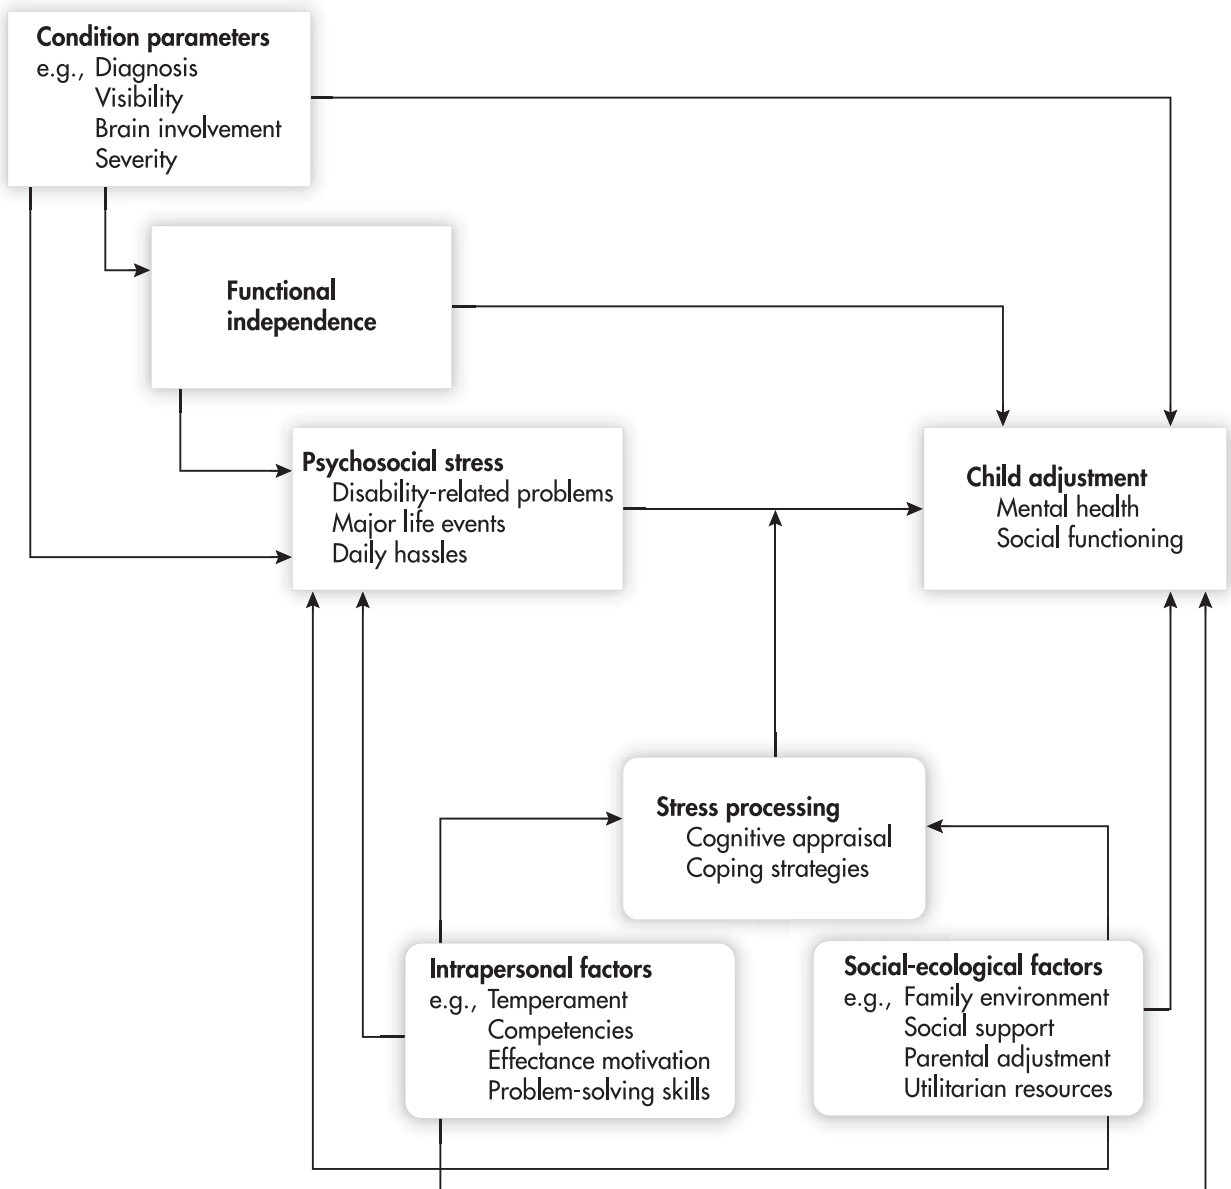 Condition parameters
e.g., Diagnosis
Visibility
Brain involvement
Severity
Functional
independence
Psychosocial stress
Disability-related problems
Major life events
Daily hassles
Child adjustment
Mental health
Social functioning
Stress processing
Cognitive appraisal
Coping strategies
Intrapersonal factors
e.g., Temperament
Competencies
Effectance motivation
Problem-solving skills
Social-ecological factors
e.g., Family environment
Social support
Parental adjustment
Utilitarian resources